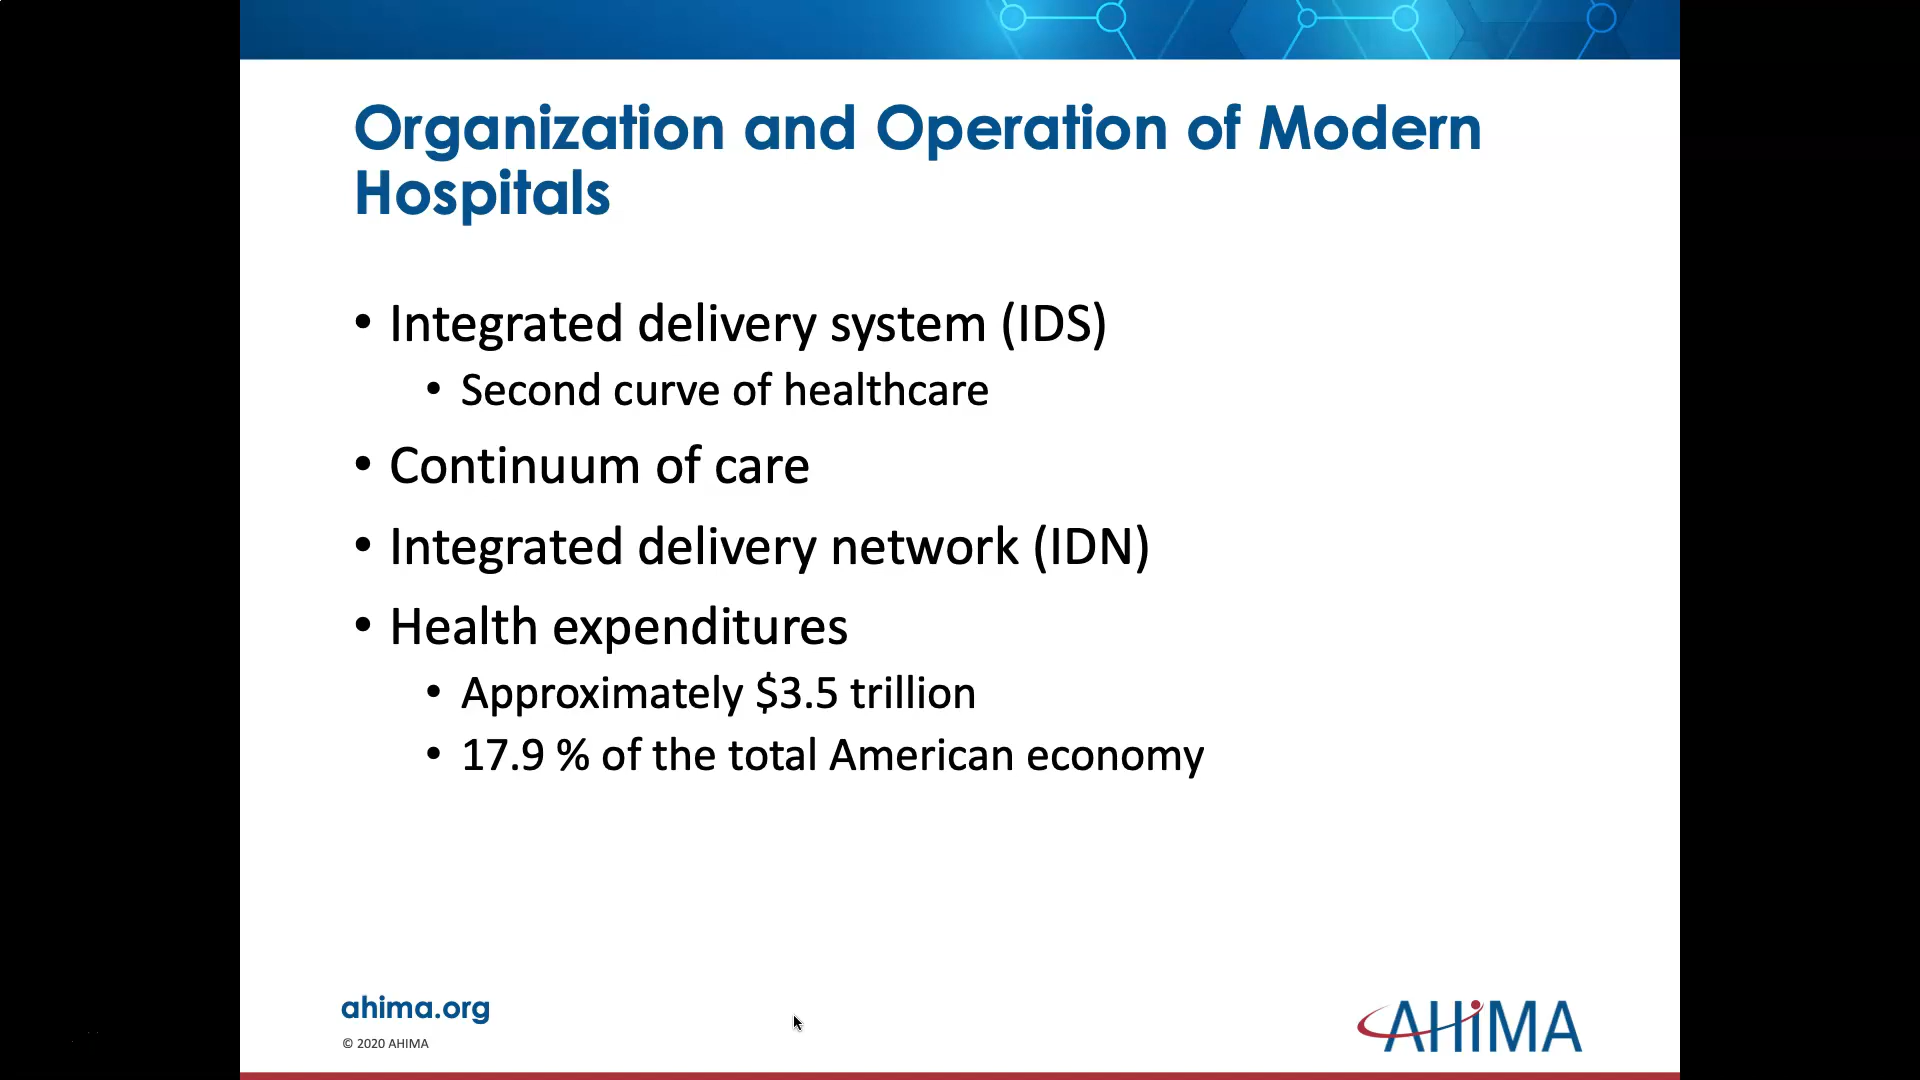 Organization and Operation of Modern
Hospitals
• Integrated delivery system (IDS)
• Second curve of healthcare
• Continuum of care
• Integrated delivery network (IDN)
• Health expenditures
• Approximately $3.5 trillion
• 17.9 % of the total American economy
ahima.org
© 2020 AHIMA
AHiMA